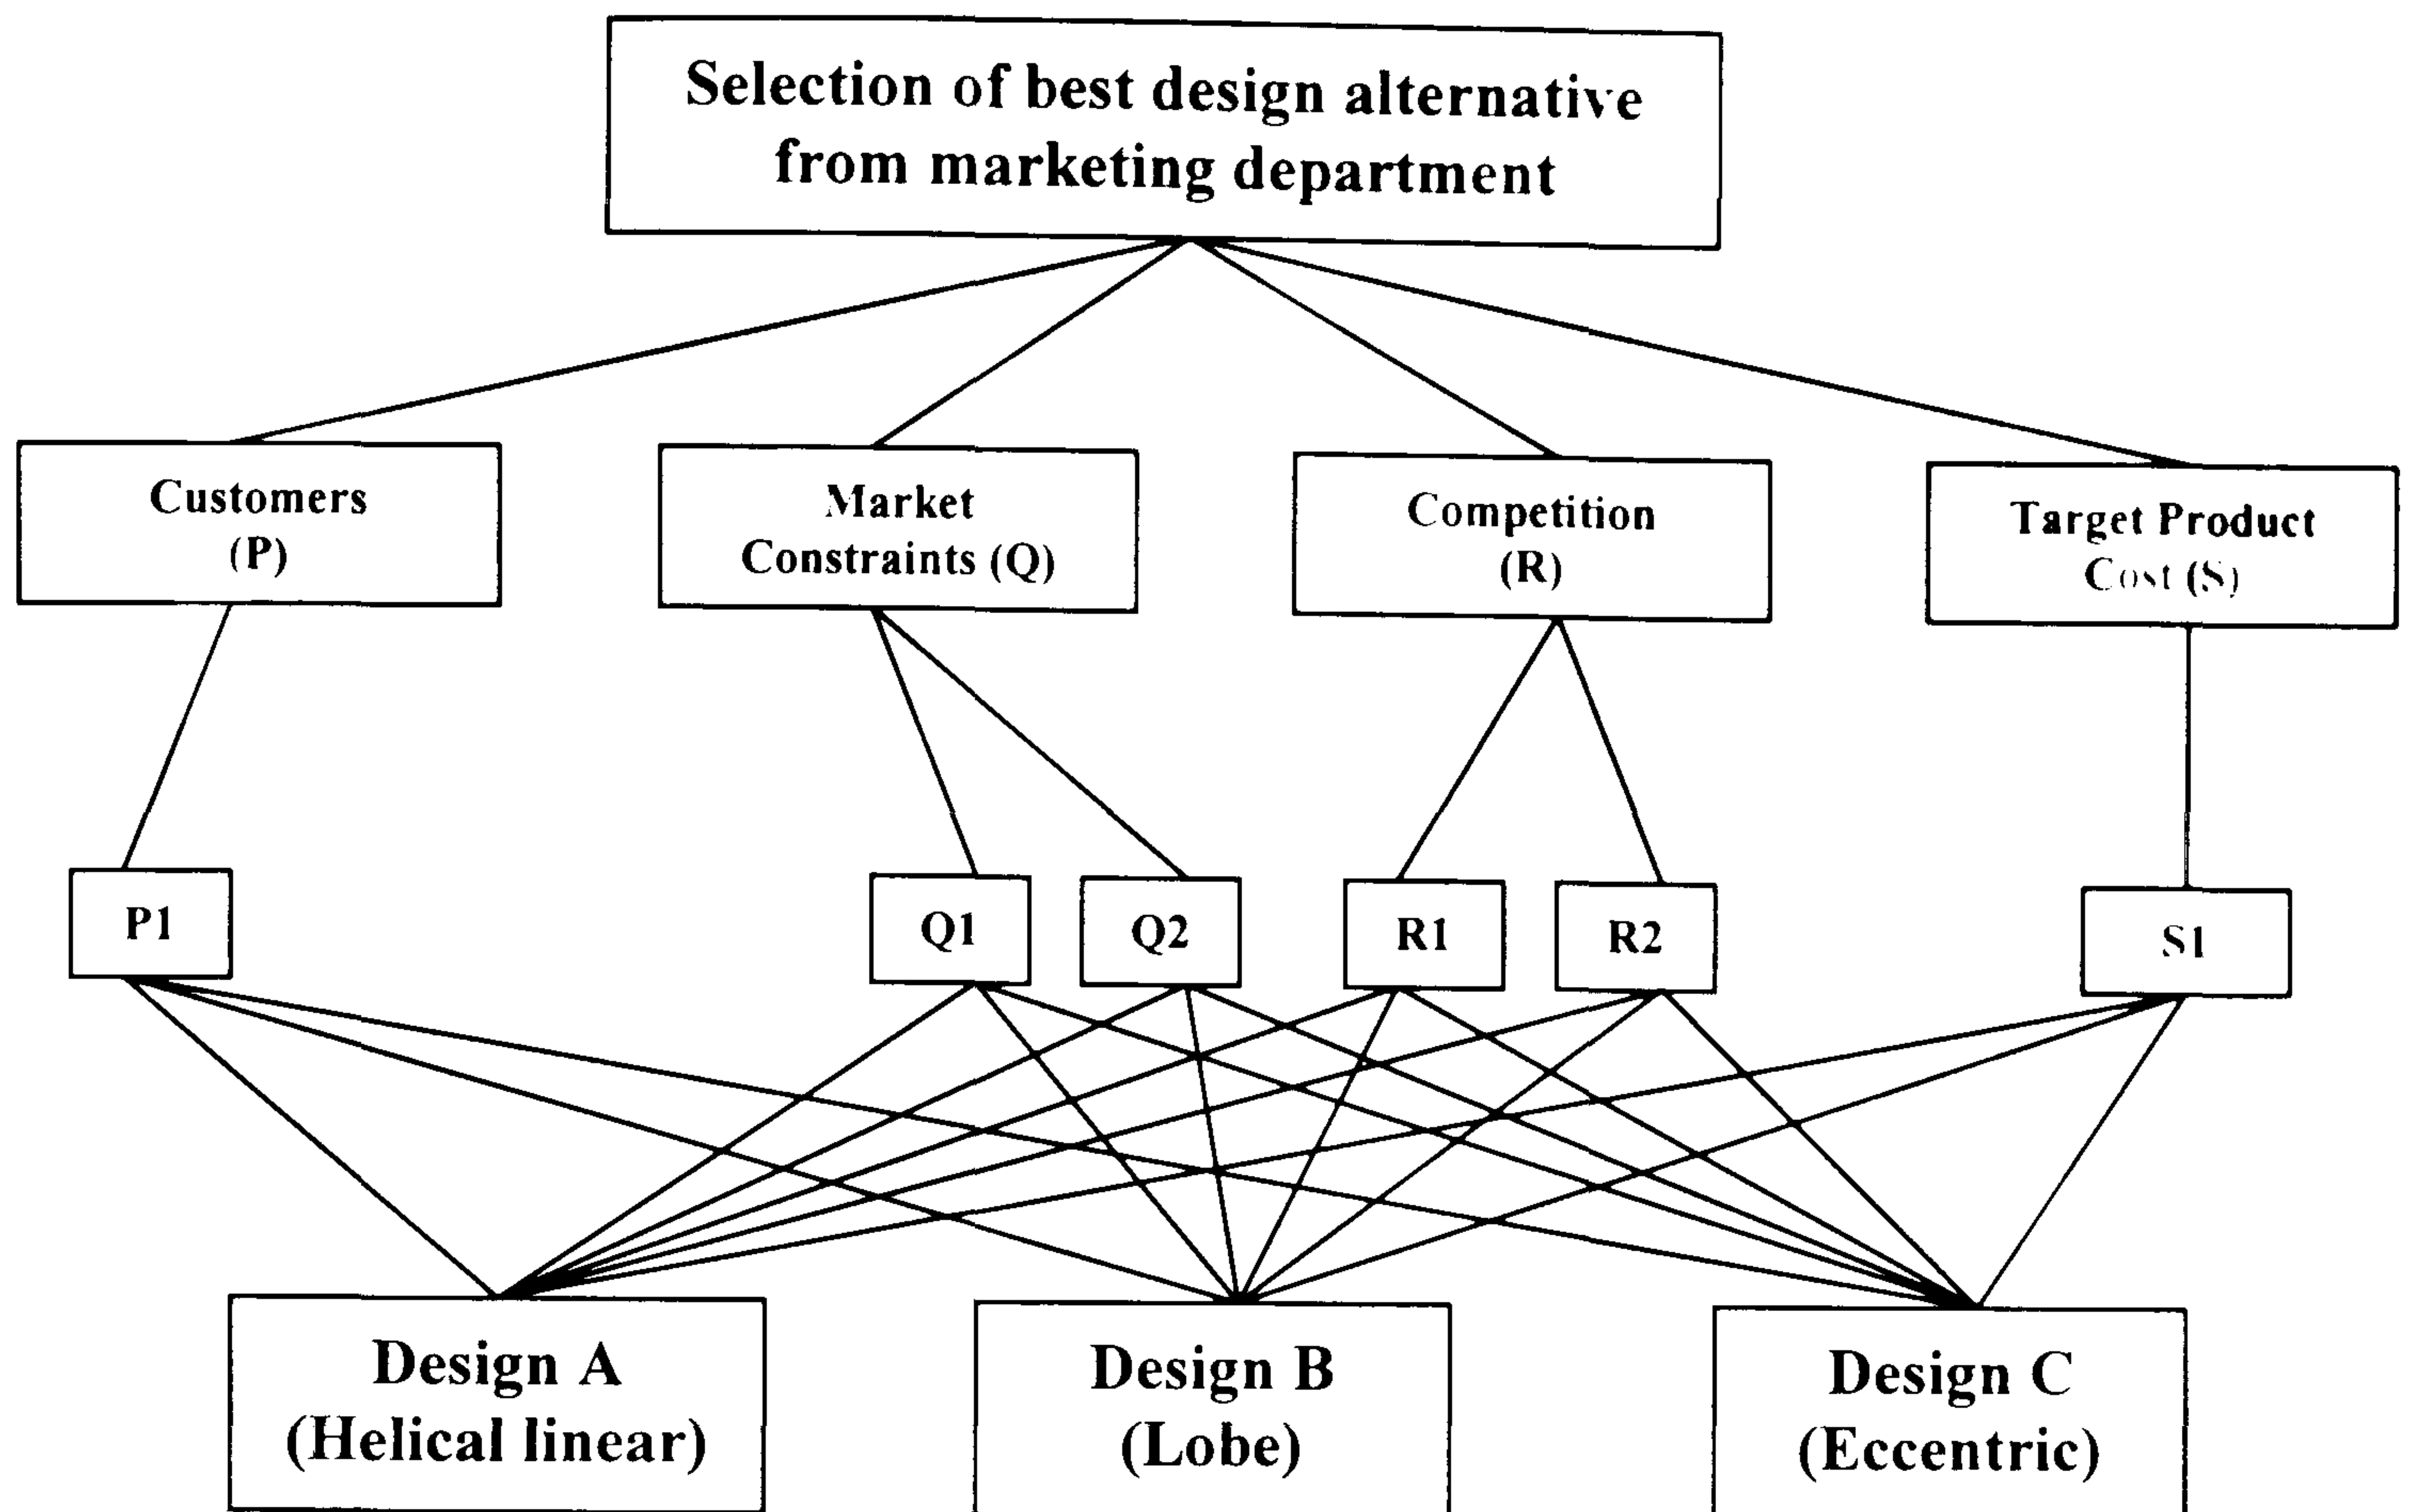 Selection of best design alternative
from marketing department
Customers
(P)
Market
Constraints (Q)
Competition
(R)
Target Product
Cost (S)
P1
Q1
Q2
R1
R2
S1
Design A
(Helical linear)
Design B
(Lobe)
Design C
(Eccentric)